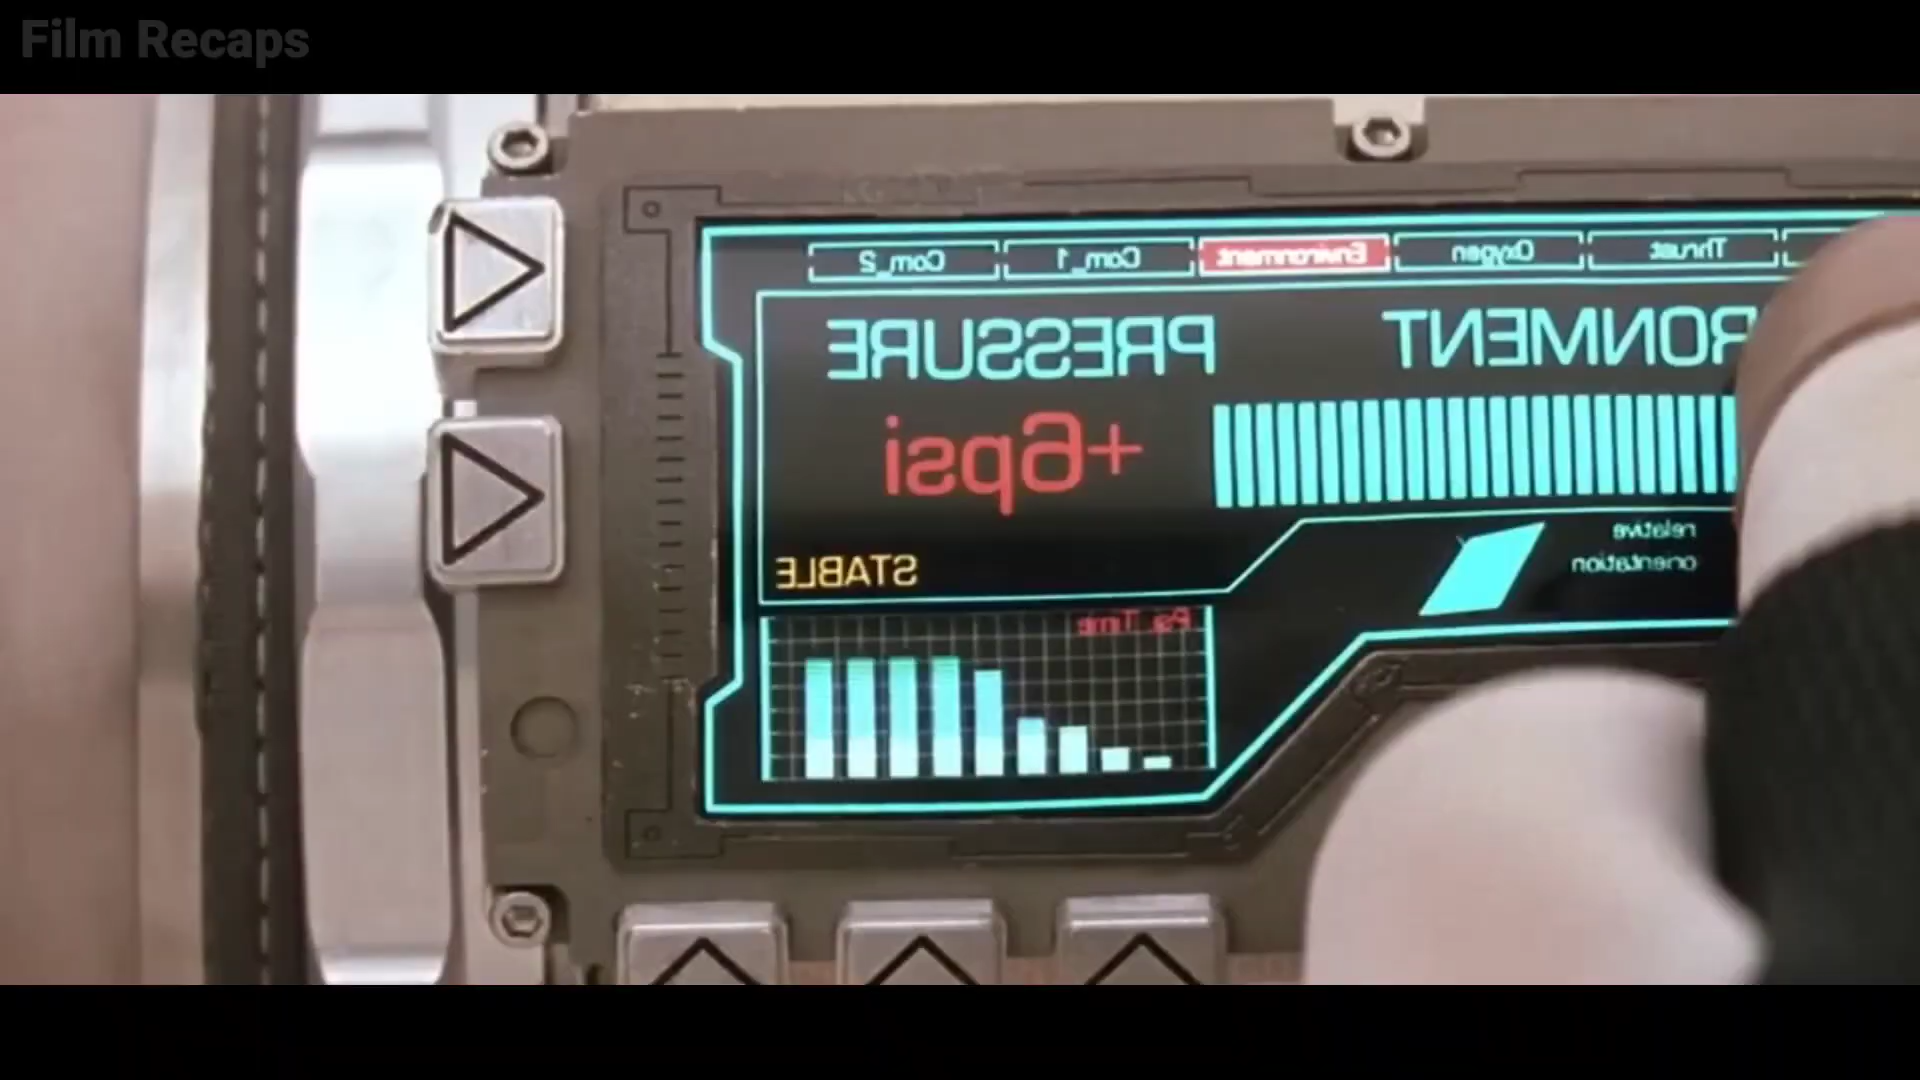 Film Recaps
Thrust
Oxygen
Environment
Com_1
Com_2
RONMENT
PRESSURE
+6psi
STABLE
relative
orientation
Psi Time